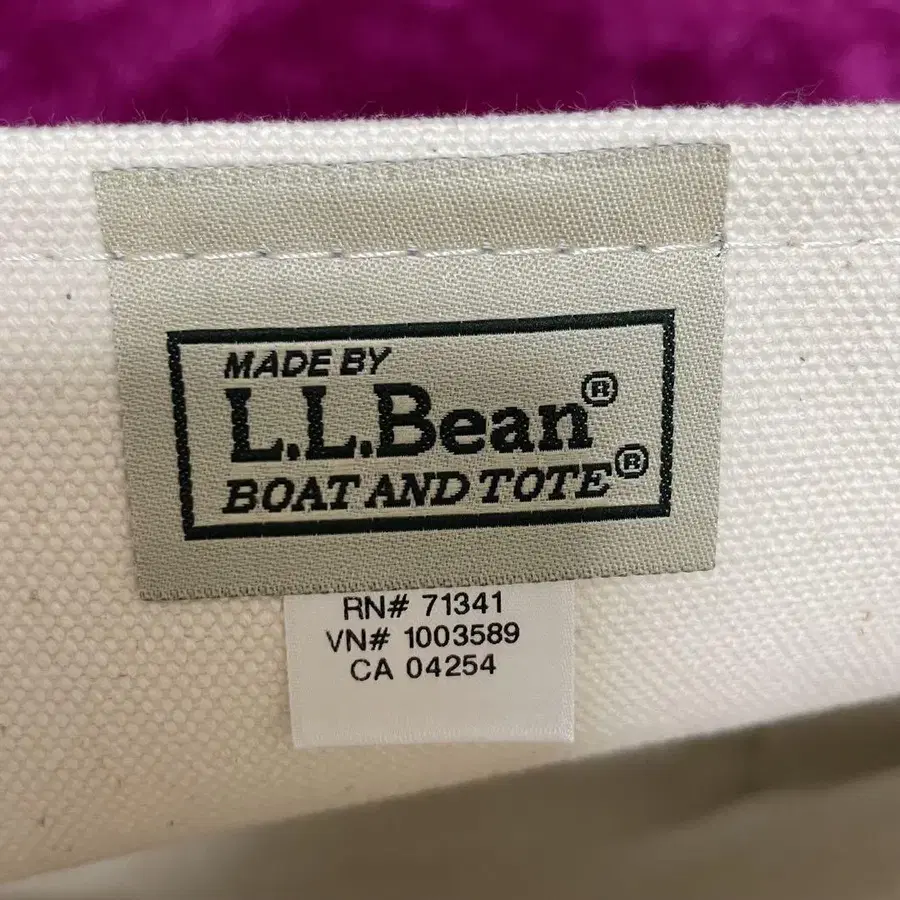 MADE BY
L.L.Bean®
BOAT AND TOTE®
RN# 71341
VN# 1003589
CA 04254